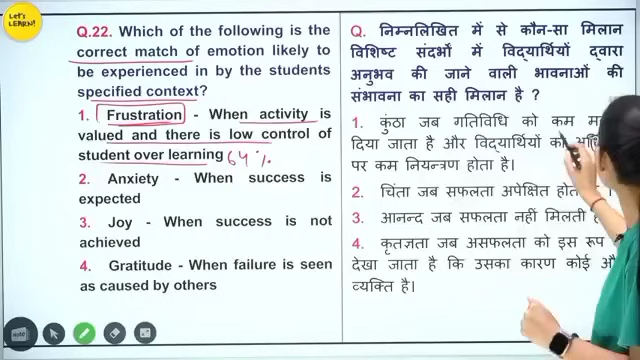 Let's
LEARN!
Q.22. Which of the following is the
correct match of emotion likely to
be experienced in by the students
specified context?
1. Frustration - When activity is
valued and there is low control of
student over learning 64%
2. Anxiety - When success is
expected
3. Joy - When success is not
achieved
4. Gratitude - When failure is seen
as caused by others
Q. निम्नलिखित में से कौन-सा मिलान
विशिष्ट संदर्भो में विद्यार्थियों द्वारा
अनुभव की जाने वाली भावनाओं की
संभावना का सही मिलान है ?
1. कुंठा जब गतिविधि को कम
दिया जाता है और विद्यार्थियों
पर कम नियन्त्रण होता है।
2. चिंता जब सफलता अपेक्षित
3. आनन्द जब सफलता नहीं मिलती
4. कृतज्ञता जब असफलता को इस रूप
देखा जाता है कि उसका कारण कोई
व्यक्ति है।